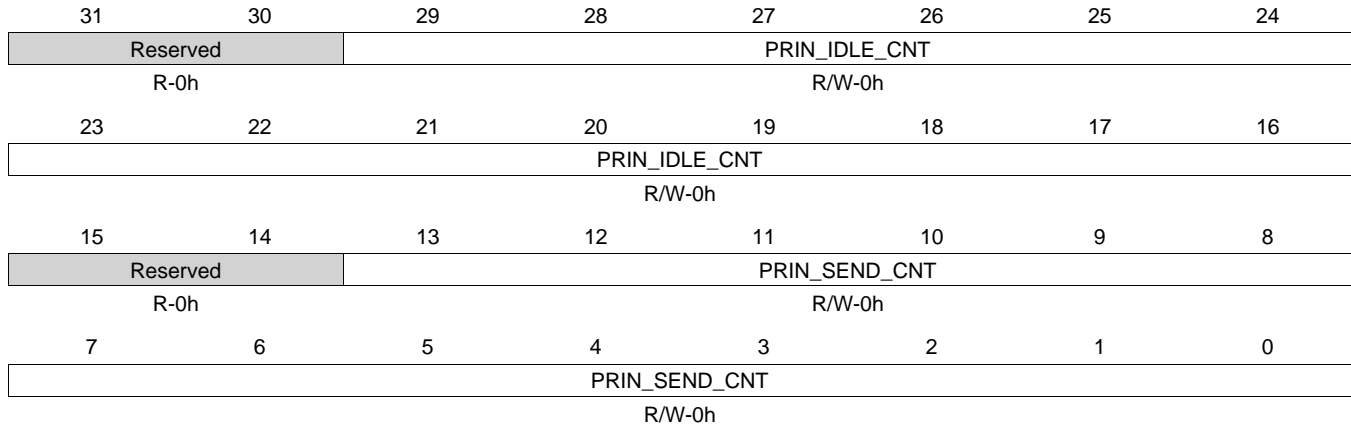 31 30 29 28 27 26 25 24
Reserved PRIN_IDLE_CNT
R-0h R/W-0h
23 22 21 20 19 18 17 16
PRIN_IDLE_CNT
R/W-0h
15 14 13 12 11 10 9 8
Reserved PRIN_SEND_CNT
R-0h R/W-0h
7 6 5 4 3 2 1 0
PRIN_SEND_CNT
R/W-0h